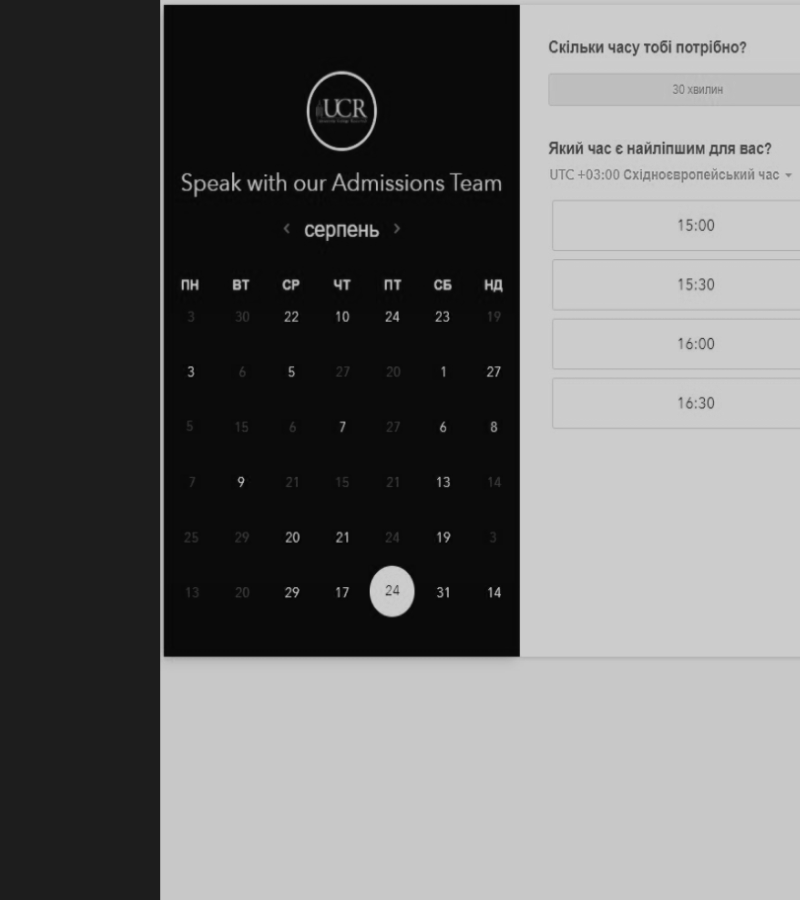 UCR
Speak with our Admissions Team
‹ серпень ›
ПН ВТ СР ЧТ ПТ СБ НД
3 30 22 10 24 23 19
3 6 5 27 20 1 27
5 15 6 7 27 6 8
7 9 21 15 21 13 14
25 29 20 21 24 19 3
13 20 29 17 24 31 14
Скільки часу тобі потрібно?
30 хвилин
Який час є найліпшим для вас?
UTC +03:00 Східноєвропейський час
15:00
15:30
16:00
16:30